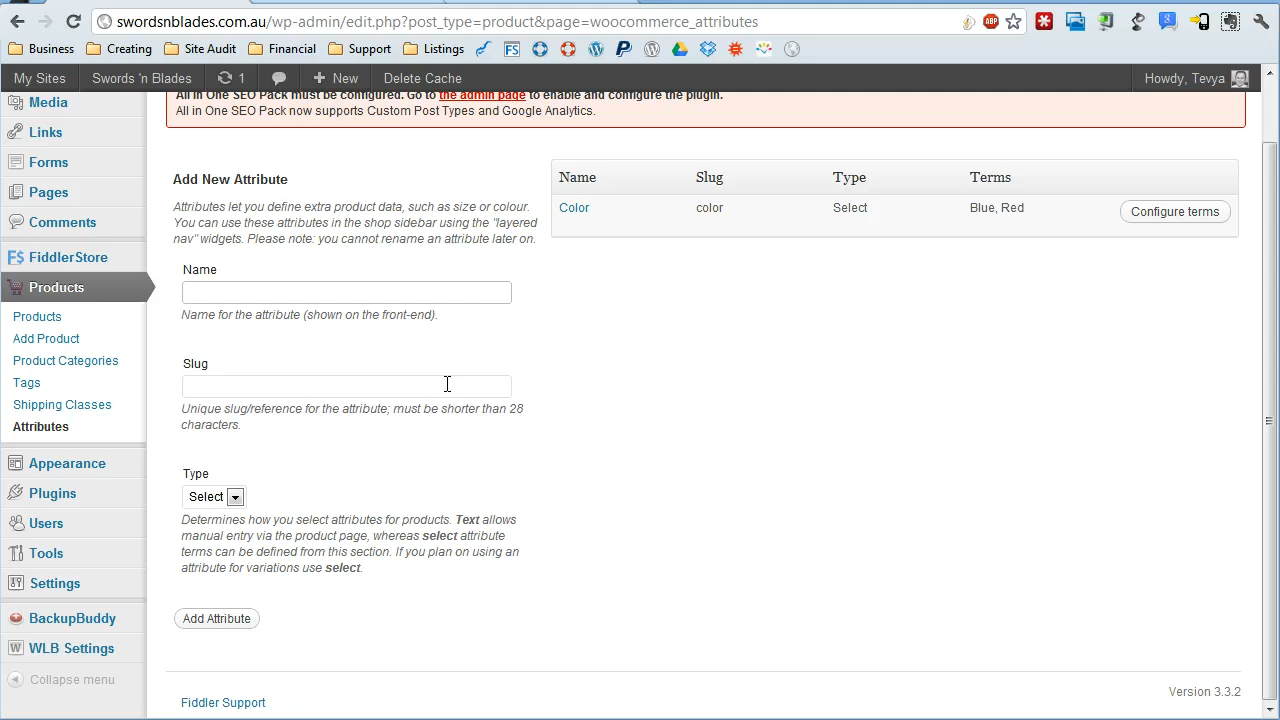 swordsnblades.com.au/wp-admin/edit.php?post_type=product&page=woocommerce_attributes
Business Creating Site Audit Financial Support Listings
My Sites Swords 'n Blades 1 New Delete Cache Howdy, Tevya
All in One SEO Pack must be configured. Go to the admin page to enable and configure the plugin.
All in One SEO Pack now supports Custom Post Types and Google Analytics.
Media
Links
Forms
Pages
Comments
FiddlerStore
Products
Products
Add Product
Product Categories
Tags
Shipping Classes
Attributes
Appearance
Plugins
Users
Tools
Settings
BackupBuddy
WLB Settings
Collapse menu
Add New Attribute
Attributes let you define extra product data, such as size or colour.
You can use these attributes in the shop sidebar using the "layered
nav" widgets. Please note: you cannot rename an attribute later on.
Name
Name for the attribute (shown on the front-end).
Slug
Unique slug/reference for the attribute; must be shorter than 28
characters.
Type
Select
Determines how you select attributes for products. Text allows
manual entry via the product page, whereas select attribute
terms can be defined from this section. If you plan on using an
attribute for variations use select.
Add Attribute
Name Slug Type Terms
Color color Select Blue, Red Configure terms
Version 3.3.2
Fiddler Support